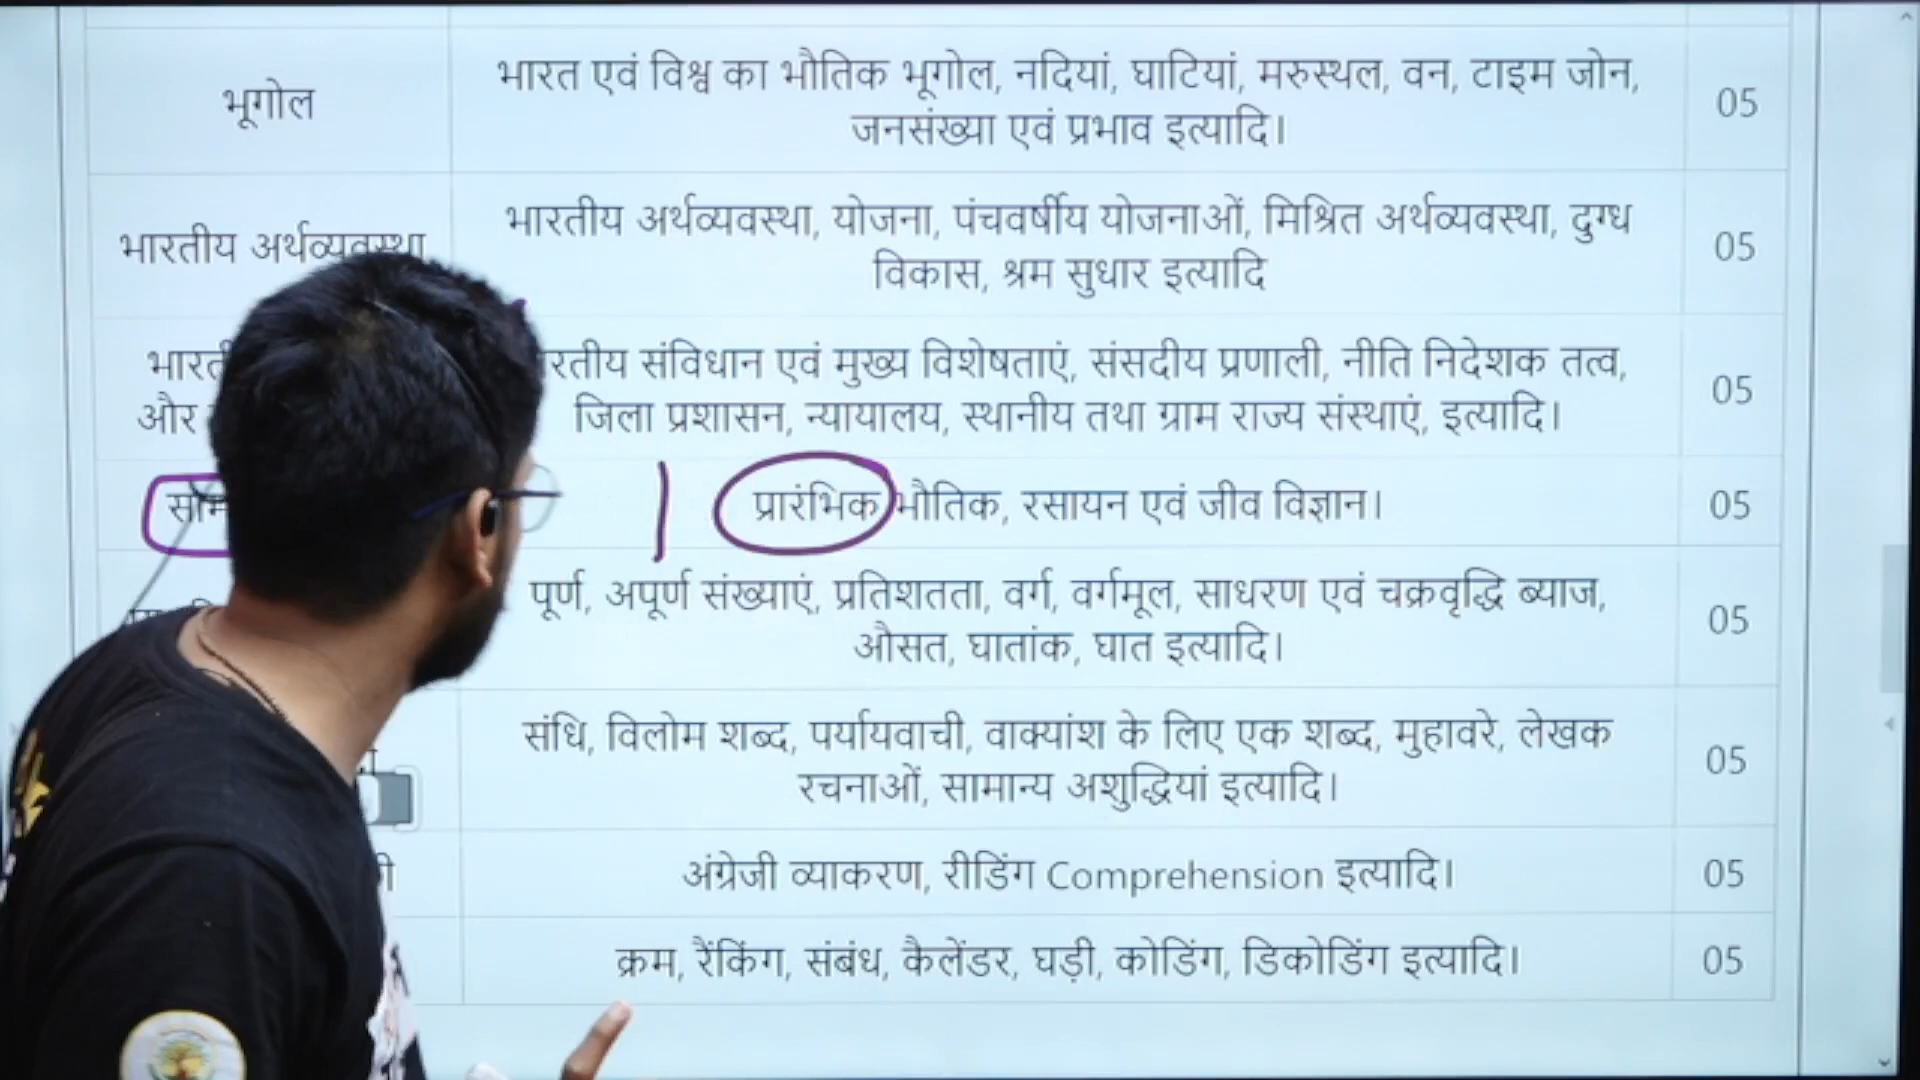 भूगोल
भारत एवं विश्व का भौतिक भूगोल, नदियां, घाटियां, मरुस्थल, वन, टाइम जोन,
जनसंख्या एवं प्रभाव इत्यादि।
05
भारतीय अर्थव्यवस्था
भारतीय अर्थव्यवस्था, योजना, पंचवर्षीय योजनाओं, मिश्रित अर्थव्यवस्था, दुग्ध
विकास, श्रम सुधार इत्यादि
05
और
संविधान एवं मुख्य विशेषताएं, संसदीय प्रणाली, नीति निदेशक तत्व,
जिला प्रशासन, न्यायालय, स्थानीय तथा ग्राम राज्य संस्थाएं, इत्यादि।
05
प्रारंभिक भौतिक, रसायन एवं जीव विज्ञान।
05
पूर्ण, अपूर्ण संख्याएं, प्रतिशतता, वर्ग, वर्गमूल, साधरण एवं चक्रवृद्धि ब्याज,
औसत, घातांक, घात इत्यादि।
05
संधि, विलोम शब्द, पर्यायवाची, वाक्यांश के लिए एक शब्द, मुहावरे, लेखक
रचनाओं, सामान्य अशुद्धियां इत्यादि।
05
अंग्रेजी व्याकरण, रीडिंग Comprehension इत्यादि।
05
क्रम, रैंकिंग, संबंध, कैलेंडर, घड़ी, कोडिंग, डिकोडिंग इत्यादि।
05